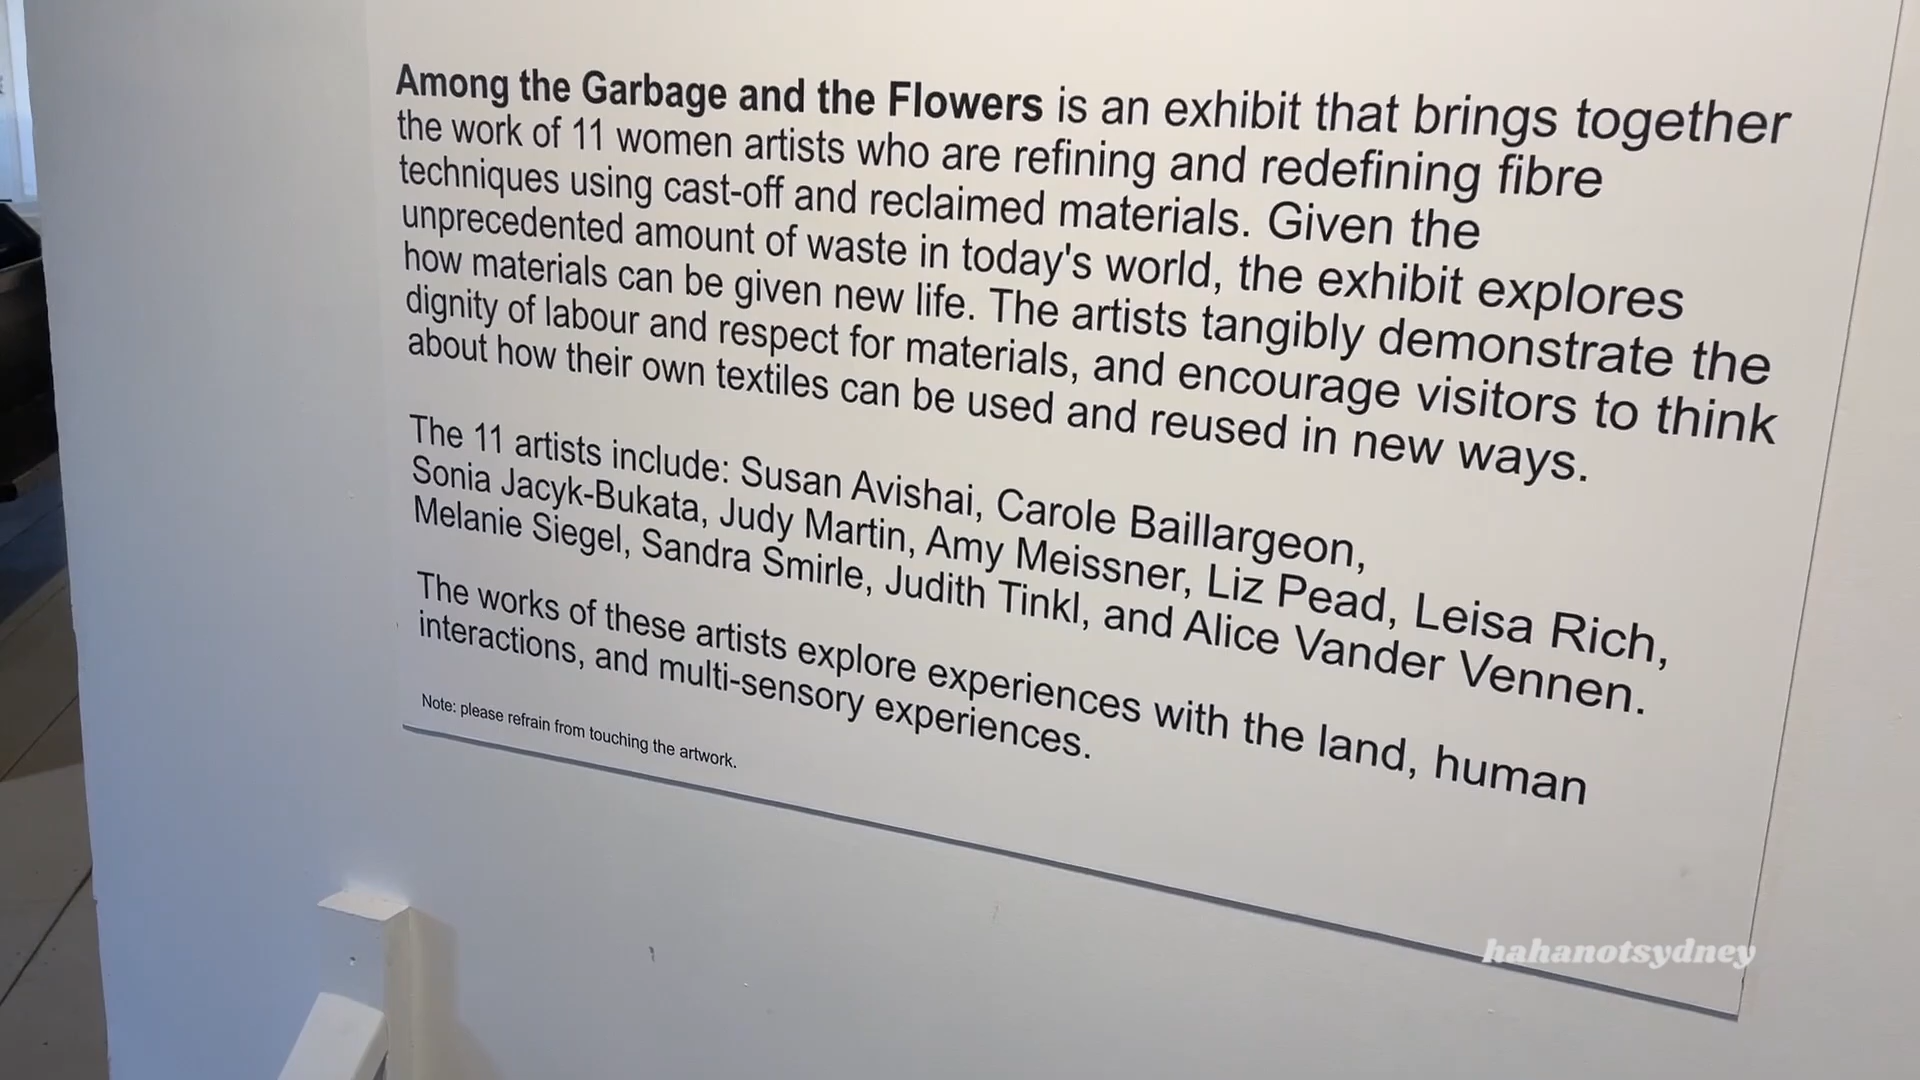 Among the Garbage and the Flowers is an exhibit that brings together
the work of 11 women artists who are refining and redefining fibre
techniques using cast-off and reclaimed materials. Given the
unprecedented amount of waste in today's world, the exhibit explores
how materials can be given new life. The artists tangibly demonstrate the
dignity of labour and respect for materials, and encourage visitors to think
about how their own textiles can be used and reused in new ways.
The 11 artists include: Susan Avishai, Carole Baillargeon,
Sonia Jacyk-Bukata, Judy Martin, Amy Meissner, Liz Pead, Leisa Rich,
Melanie Siegel, Sandra Smirle, Judith Tinkl, and Alice Vander Vennen.
The works of these artists explore experiences with the land, human
interactions, and multi-sensory experiences.
Note: please refrain from touching the artwork.
hahanotsydney